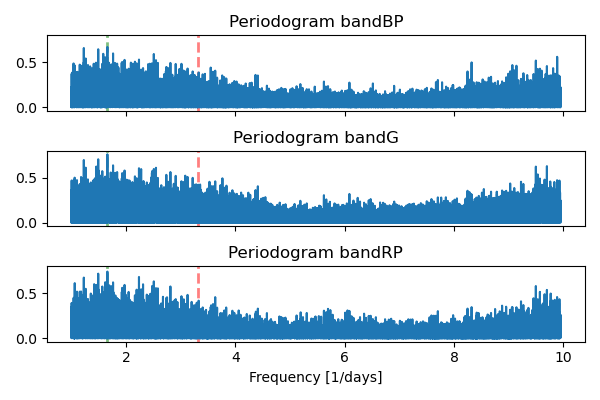 Periodogram bandBP
0.5
0.0
Periodogram bandG
0.5
0.0
Periodogram bandRP
0.5
0.0
2 4 6 8 10
Frequency [1/days]